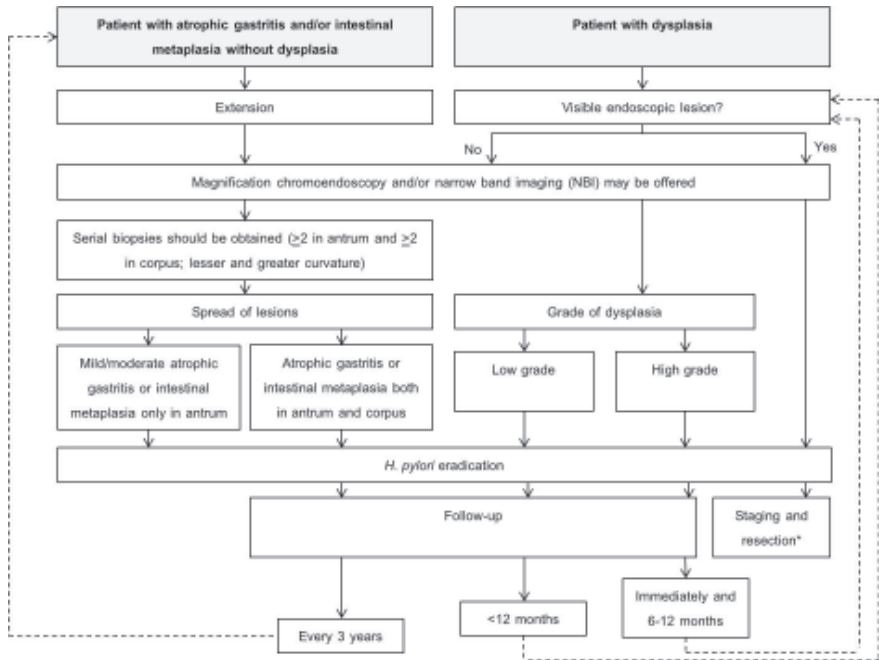 Patient with atrophic gastritis and/or intestinal
metaplasia without dysplasia
Patient with dysplasia
Extension
Visible endoscopic lesion?
No
Yes
Magnification chromoendoscopy and/or narrow band imaging (NBI) may be offered
Serial biopsies should be obtained (≥2 in antrum and ≥2
in corpus; lesser and greater curvature)
Spread of lesions
Grade of dysplasia
Mild/moderate atrophic
gastritis or intestinal
metaplasia only in antrum
Atrophic gastritis or
intestinal metaplasia both
in antrum and corpus
Low grade
High grade
H. pylori eradication
Follow-up
Staging and
resection*
Every 3 years
<12 months
Immediately and
6-12 months